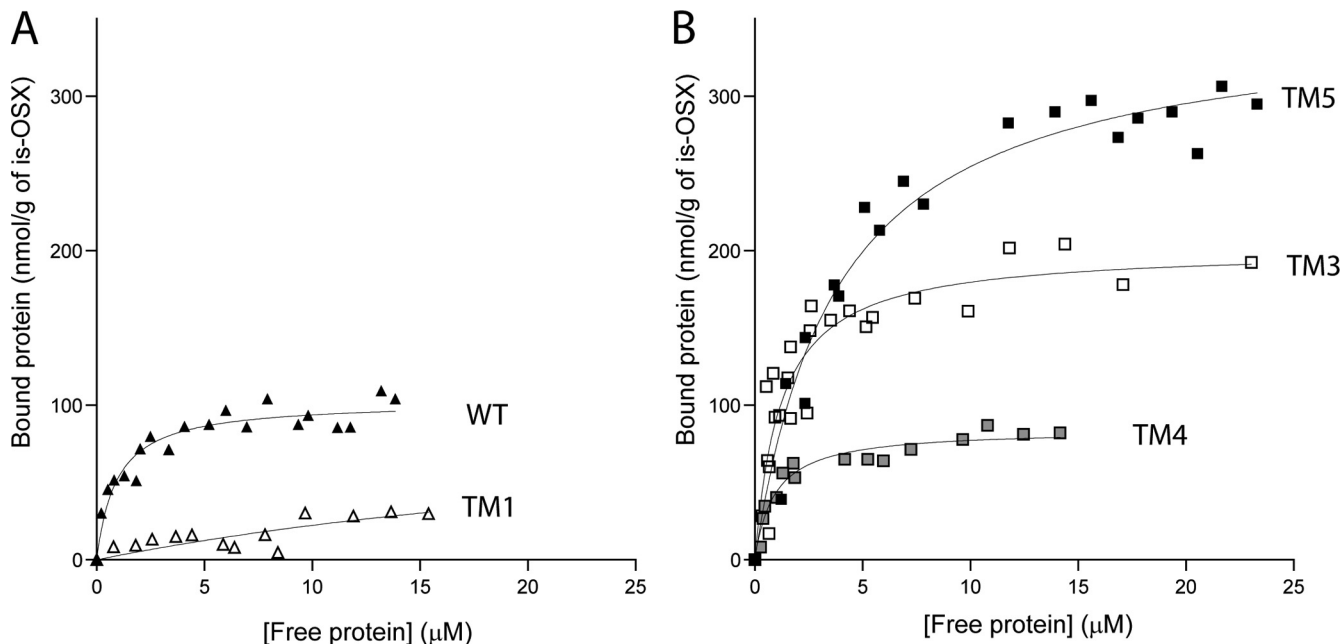 A
Bound protein (nmol/g of is-OSX)
300
200
100
0
WT
TM1
0 5 10 15 20 25
[Free protein] (μM)
B
Bound protein (nmol/g of is-OSX)
300
200
100
0
TM5
TM3
TM4
0 5 10 15 20 25
[Free protein] (μM)